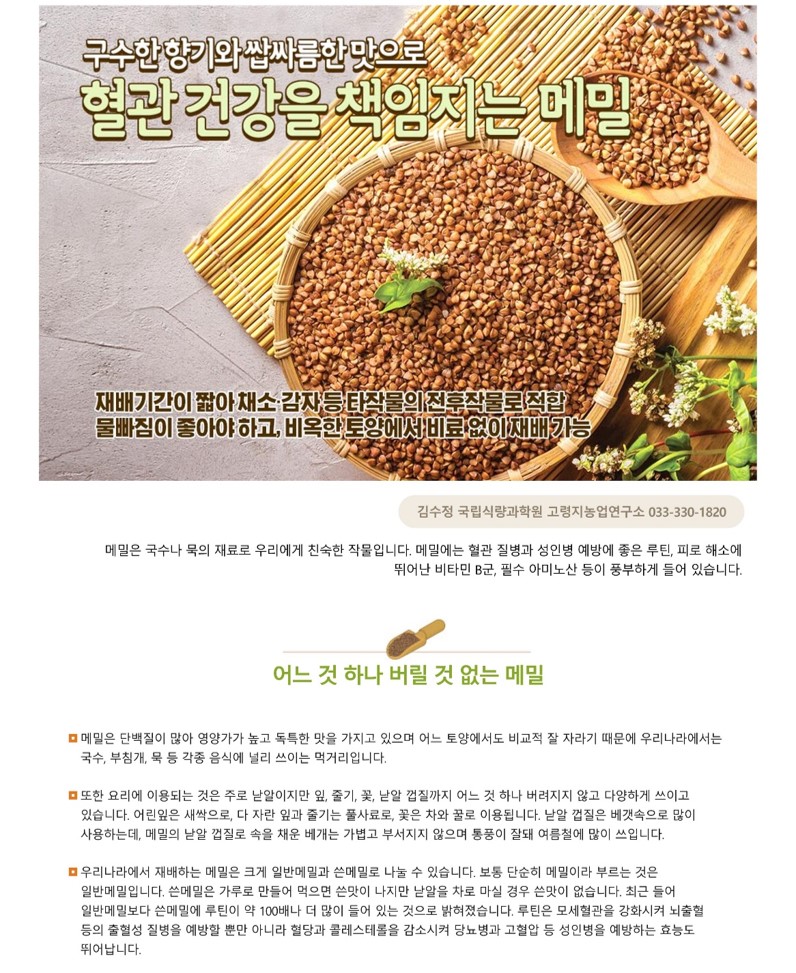 구수한 향기와 쌉싸름한 맛으로
혈관 건강을 책임지는 메밀
재배기간이 짧아 채소·감자 등 타작물의 전후작물로 적합
물빠짐이 좋아야 하고, 비옥한 토양에서 비료 없이 재배 가능
김수정 국립식량과학원 고령지농업연구소 033-330-1820
메밀은 국수나 묵의 재료로 우리에게 친숙한 작물입니다. 메밀에는 혈관 질병과 성인병 예방에 좋은 루틴, 피로 해소에
뛰어난 비타민 B군, 필수 아미노산 등이 풍부하게 들어 있습니다.
어느 것 하나 버릴 것 없는 메밀
메밀은 단백질이 많아 영양가가 높고 독특한 맛을 가지고 있으며 어느 토양에서도 비교적 잘 자라기 때문에 우리나라에서는
국수, 부침개, 묵 등 각종 음식에 널리 쓰이는 먹거리입니다.
또한 요리에 이용되는 것은 주로 낟알이지만 잎, 줄기, 꽃, 낟알 껍질까지 어느 것 하나 버려지지 않고 다양하게 쓰이고
있습니다. 어린잎은 새싹으로, 다 자란 잎과 줄기는 풀사료로, 꽃은 차와 꿀로 이용됩니다. 낟알 껍질은 베갯속으로 많이
사용하는데, 메밀의 낟알 껍질로 속을 채운 베개는 가볍고 부서지지 않으며 통풍이 잘돼 여름철에 많이 쓰입니다.
우리나라에서 재배하는 메밀은 크게 일반메밀과 쓴메밀로 나눌 수 있습니다. 보통 단순히 메밀이라 부르는 것은
일반메밀입니다. 쓴메밀은 가루로 만들어 먹으면 쓴맛이 나지만 낟알을 차로 마실 경우 쓴맛이 없습니다. 최근 들어
일반메밀보다 쓴메밀에 루틴이 약 100배나 더 많이 들어 있는 것으로 밝혀졌습니다. 루틴은 모세혈관을 강화시켜 뇌출혈
등의 출혈성 질병을 예방할 뿐만 아니라 혈당과 콜레스테롤을 감소시켜 당뇨병과 고혈압 등 성인병을 예방하는 효능도
뛰어납니다.